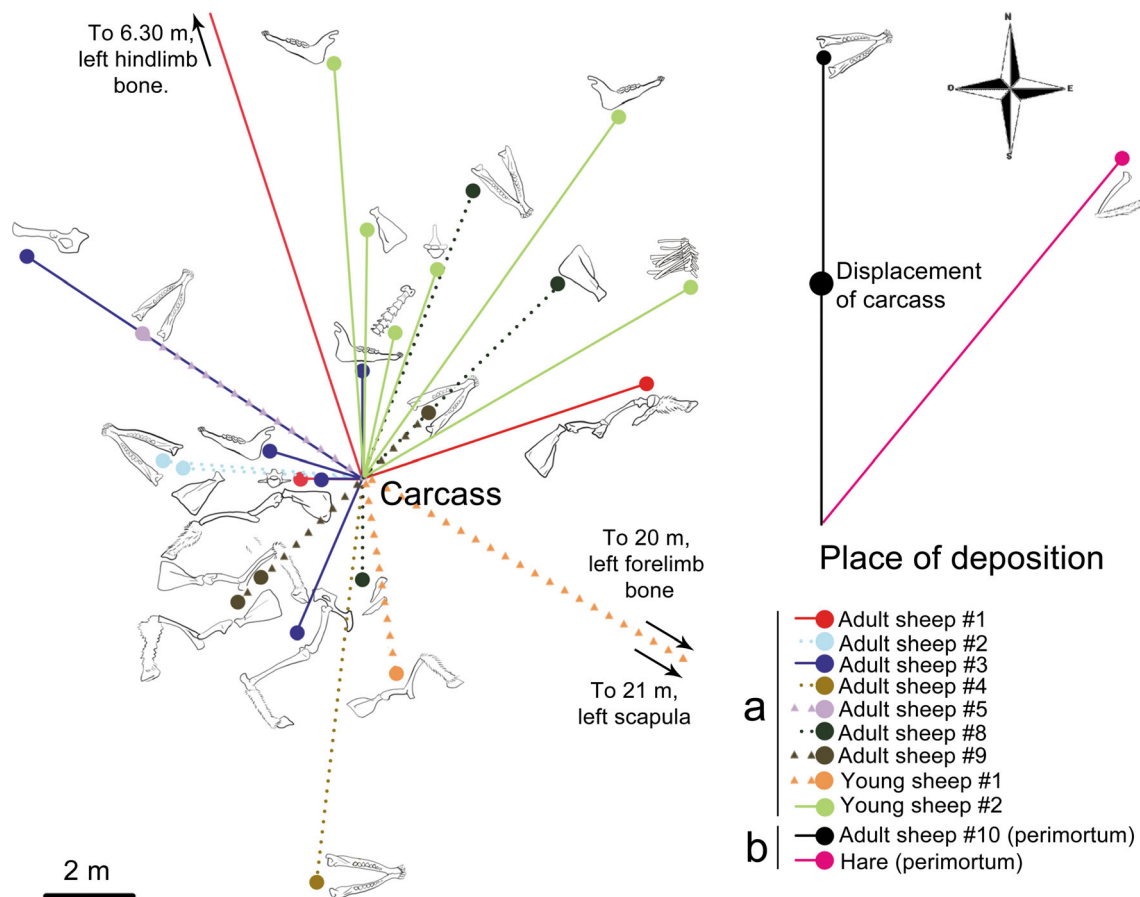 To 6.30 m,
left hindlimb
bone.
N
O
E
S
Displacement
of carcass
Carcass
To 20 m,
left forelimb
bone
To 21 m,
left scapula
Place of deposition
a
Adult sheep #1
Adult sheep #2
Adult sheep #3
Adult sheep #4
Adult sheep #5
Adult sheep #8
Adult sheep #9
Young sheep #1
Young sheep #2
b
Adult sheep #10 (perimortum)
Hare (perimortum)
2 m